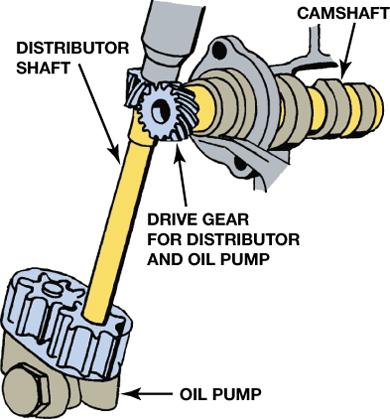 CAMSHAFT
DISTRIBUTOR
SHAFT
DRIVE GEAR
FOR DISTRIBUTOR
AND OIL PUMP
OIL PUMP